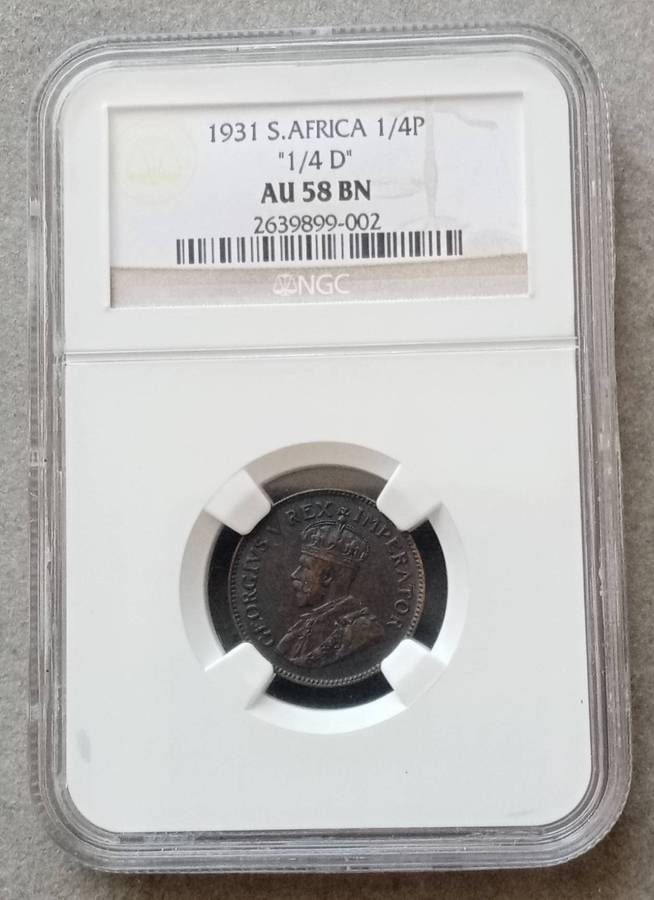 1931 S.AFRICA 1/4P
"1/4 D"
AU 58 BN
2639899-002
NGC
GEORGIVS V REX IMPERATOR